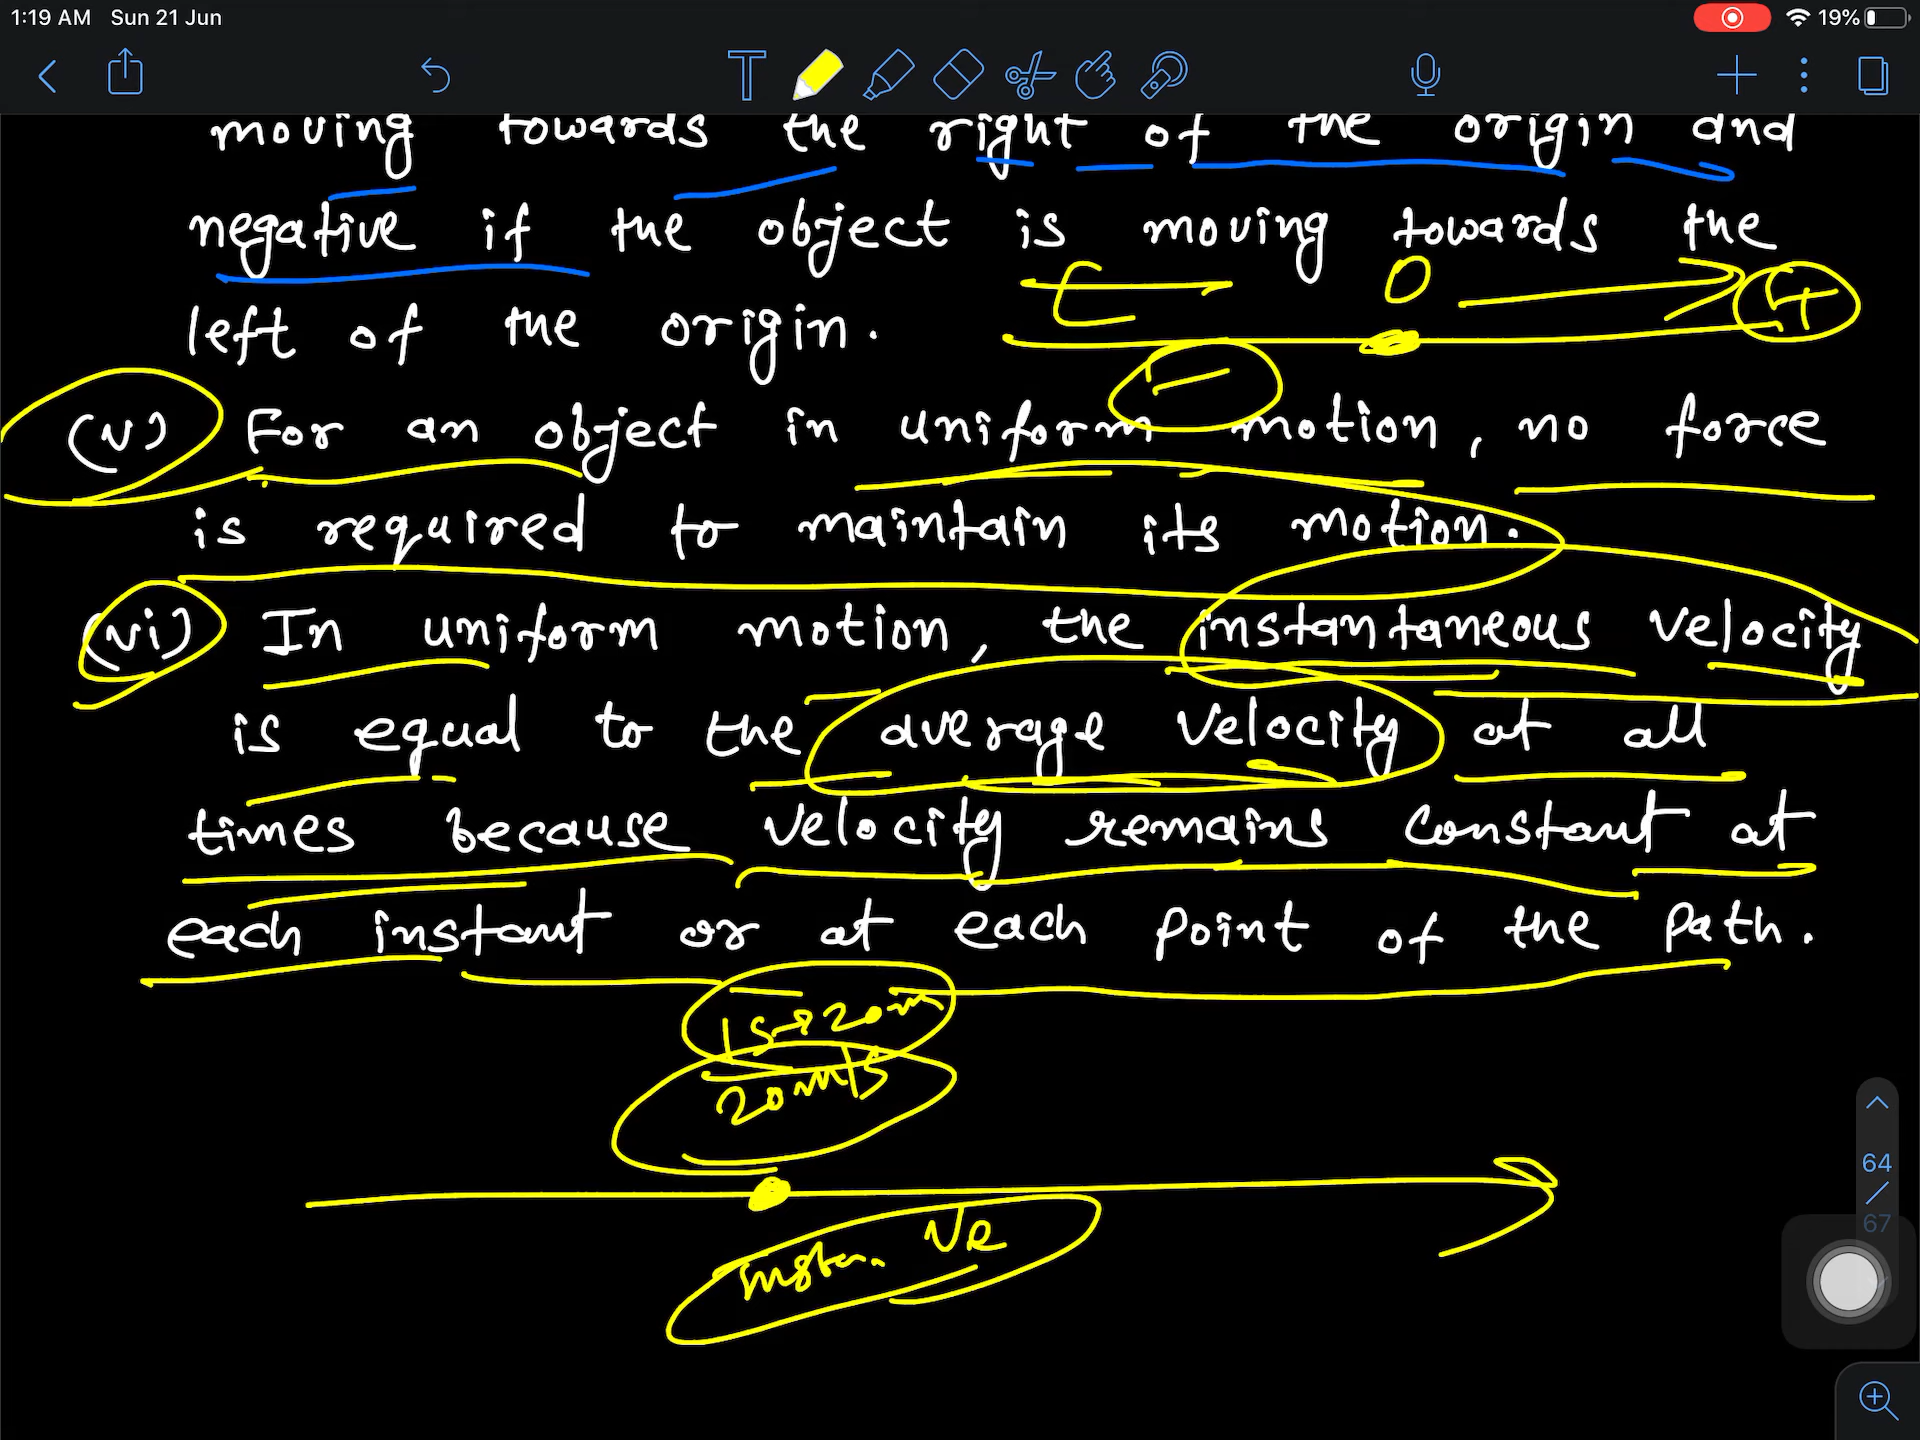 1:19 AM Sun 21 Jun 19%
T
moving towards the right of the origin and
negative if the object is moving towards the
O +
left of the origin.
−
(v) For an object in uniform motion, no force
is required to maintain its motion.
(vi) In uniform motion, the instantaneous velocity
is equal to the average velocity at all
times because velocity remains constant at
each instant or at each point of the path.
1s→20m
20m/s
64
/
67